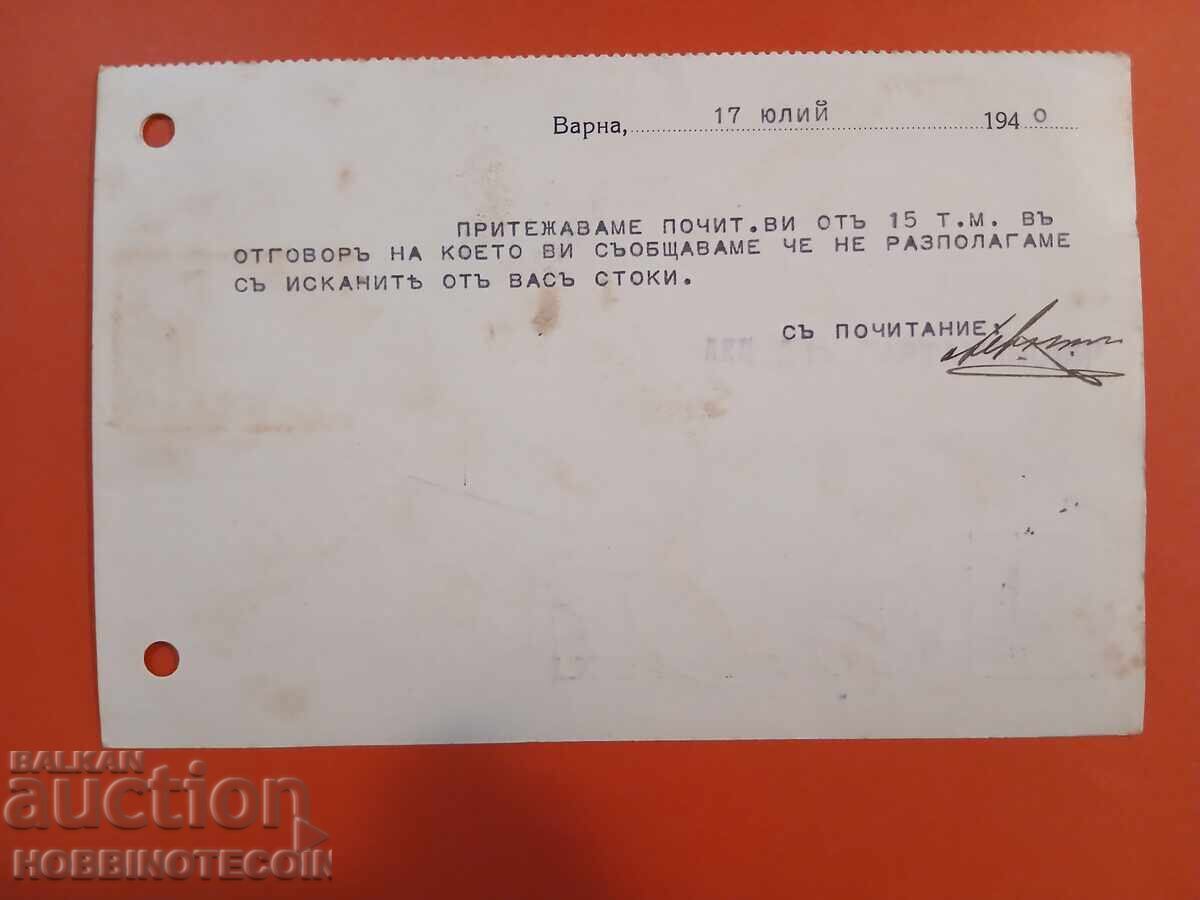 Варна, 17 ЮЛИЙ 1940
ПРИТЕЖАВАМЕ ПОЧИТ.ВИ ОТЪ 15 Т.М. ВЪ
ОТГОВОРЪ НА КОЕТО ВИ СЪОБЩАВАМЕ ЧЕ НЕ РАЗПОЛАГАМЕ
СЪ ИСКАНИТѢ ОТЪ ВАСЪ СТОКИ.
СЪ ПОЧИТАНИЕ:
BALKAN
auction
HOBBINOTECOIN